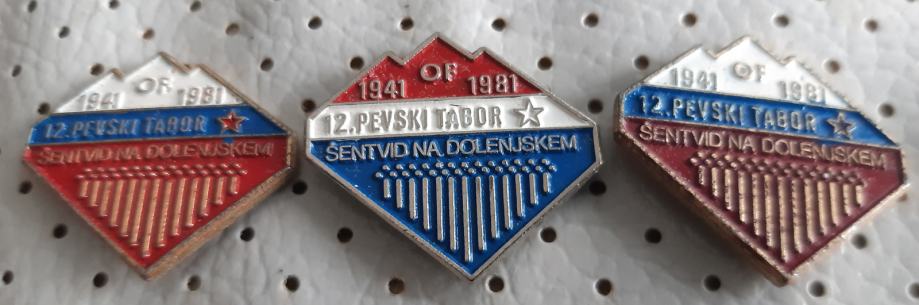 OF
1941 1981
12. PEVSKI TABOR
ŠENTVID NA DOLENJSKEM
OF
1941 1981
12. PEVSKI TABOR
ŠENTVID NA DOLENJSKEM
OF
1941 1981
12. PEVSKI TABOR
ŠENTVID NA DOLENJSKEM